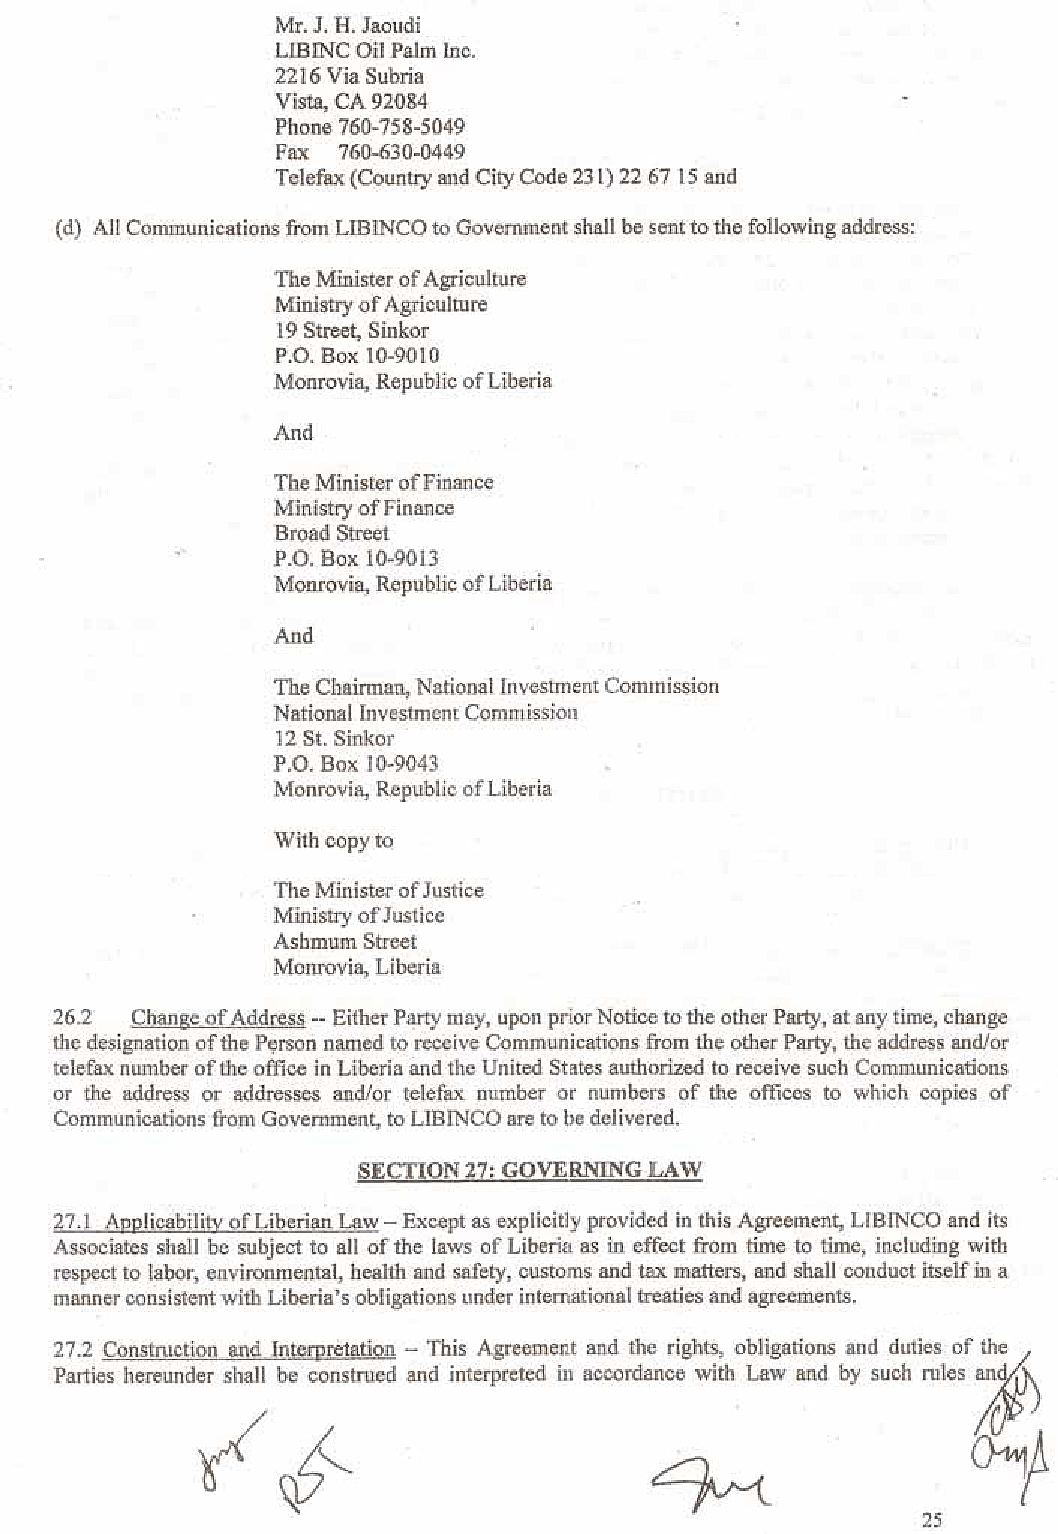 Mr. J. H. Jaoudi
LIBINC Oil Palm Inc.
2216 Via Subria
Vista, CA 92084
Phone 760-758-5049
Fax 760-630-0449
Telefax (Country and City Code 231) 22 67 15 and
(d) All Communications from LIBINCO to Government shall be sent to the following address:
The Minister of Agriculture
Ministry of Agriculture
19 Street, Sinkor
P.O. Box 10-9010
Monrovia, Republic of Liberia
And
The Minister of Finance
Ministry of Finance
Broad Street
P.O. Box 10-9013
Monrovia, Republic of Liberia
And
The Chairman, National Investment Commission
National Investment Commission
12 St. Sinkor
P.O. Box 10-9043
Monrovia, Republic of Liberia
With copy to
The Minister of Justice
Ministry of Justice
Ashmum Street
Monrovia, Liberia
26.2 Change of Address -- Either Party may, upon prior Notice to the other Party, at any time, change
the designation of the Person named to receive Communications from the other Party, the address and/or
telefax number of the office in Liberia and the United States authorized to receive such Communications
or the address or addresses and/or telefax number or numbers of the offices to which copies of
Communications from Government, to LIBINCO are to be delivered.
SECTION 27: GOVERNING LAW
27.1 Applicability of Liberian Law – Except as explicitly provided in this Agreement, LIBINCO and its
Associates shall be subject to all of the laws of Liberia as in effect from time to time, including with
respect to labor, environmental, health and safety, customs and tax matters, and shall conduct itself in a
manner consistent with Liberia's obligations under international treaties and agreements.
27.2 Construction and Interpretation – This Agreement and the rights, obligations and duties of the
Parties hereunder shall be construed and interpreted in accordance with Law and by such rules and
RST
25